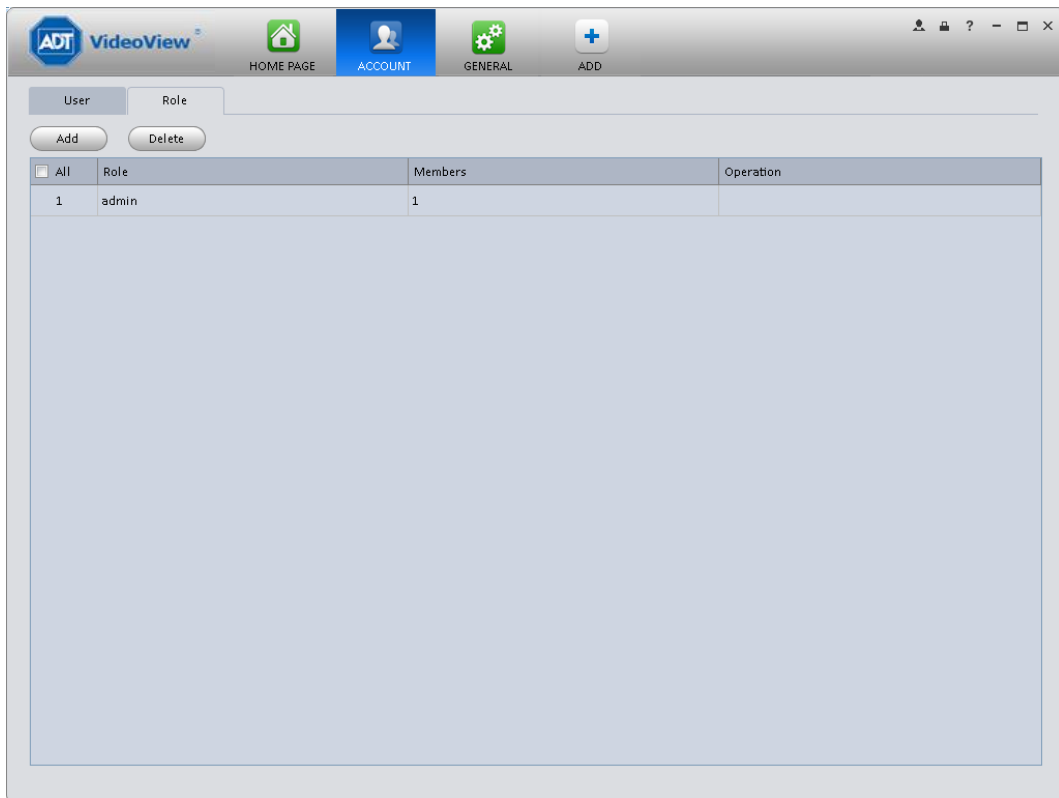 ADT VideoView®
HOME PAGE ACCOUNT GENERAL ADD ?
User Role
Add Delete
All Role Members Operation
1 admin 1